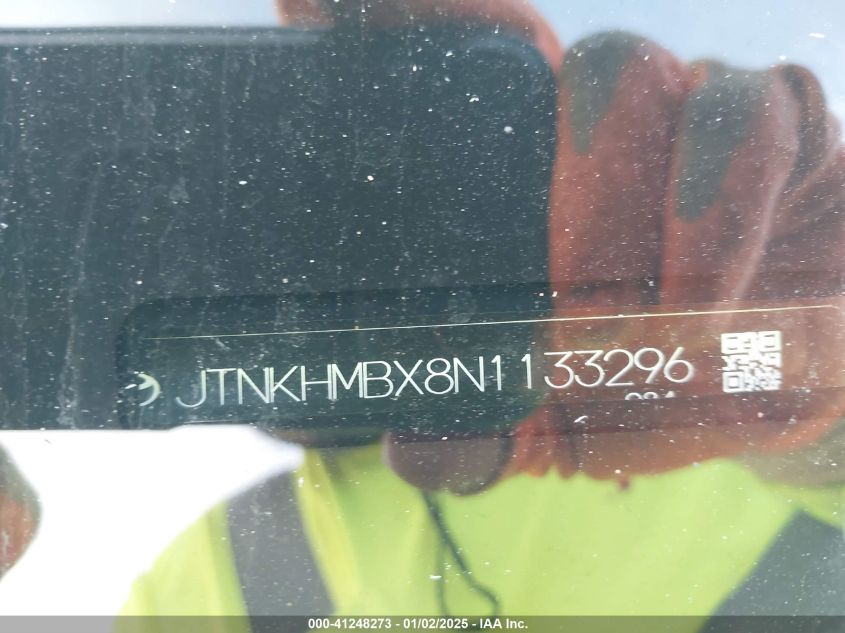 JTNKHMBX8N1133296
000-41248273 - 01/02/2025 - IAA Inc.